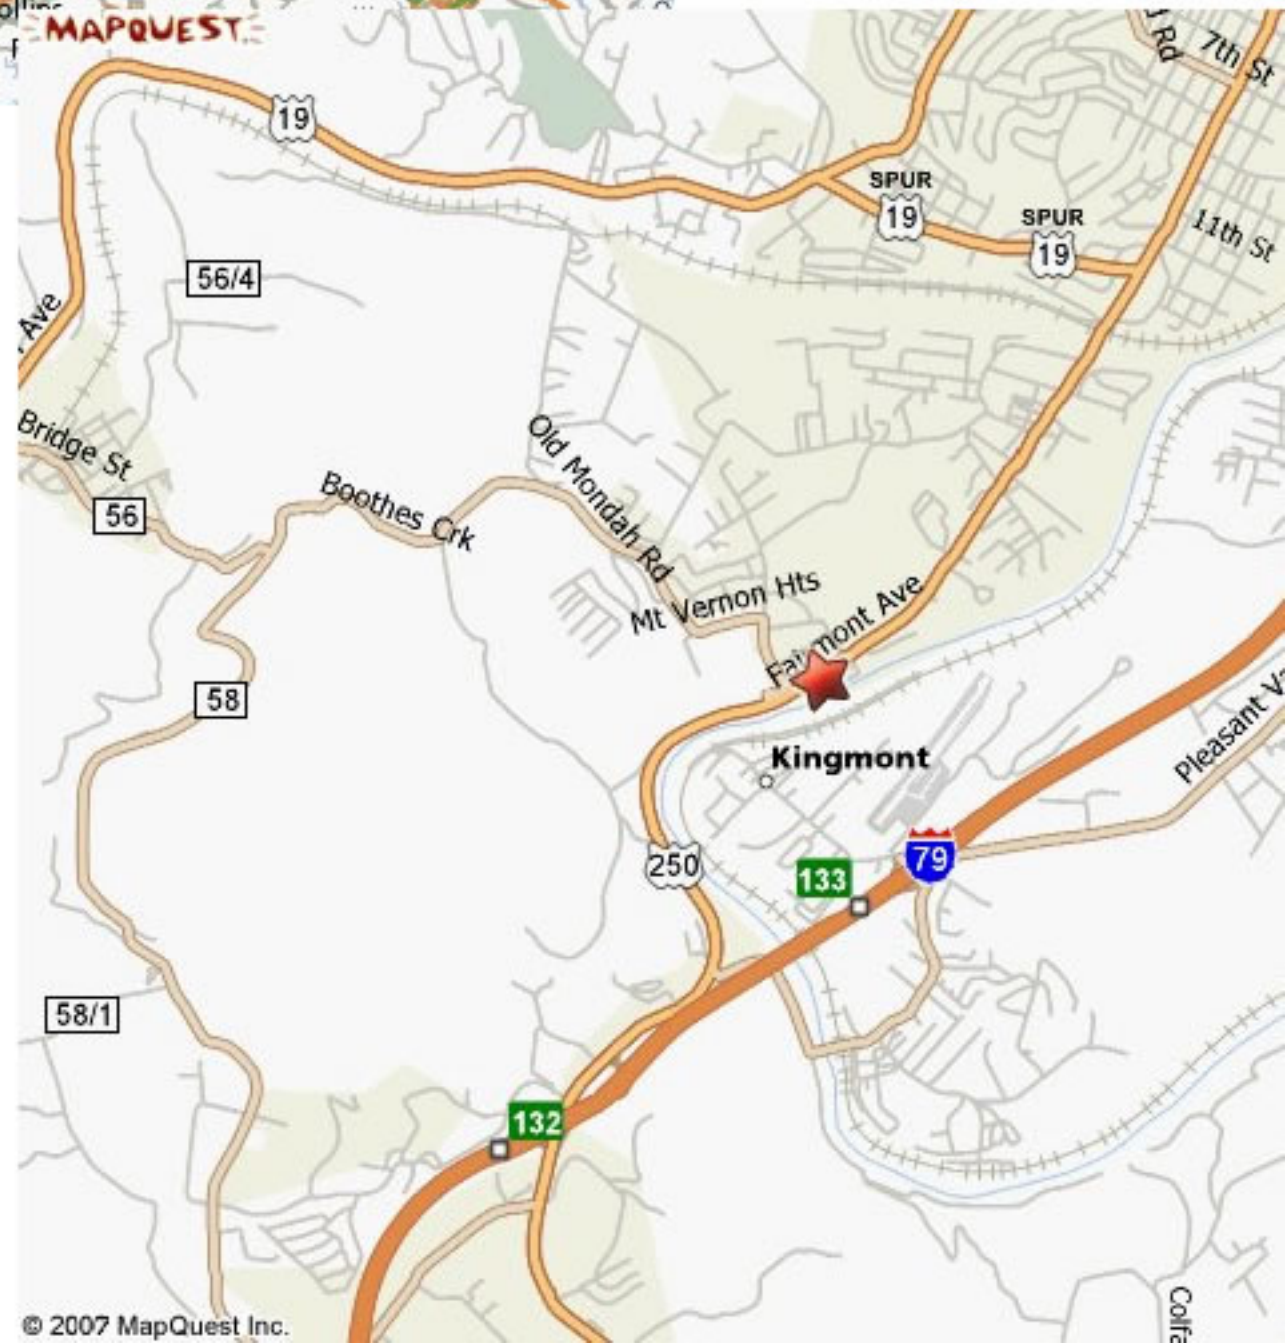 MAPQUEST
7th St
19
SPUR
19
SPUR
19
11th St
56/4
Ave
Bridge St
56
Boothes Crk
Old Mondah Rd
Mt Vernon Hts
Fairmont Ave
58
Kingmont
Pleasant
250
133
79
58/1
132
© 2007 MapQuest Inc.